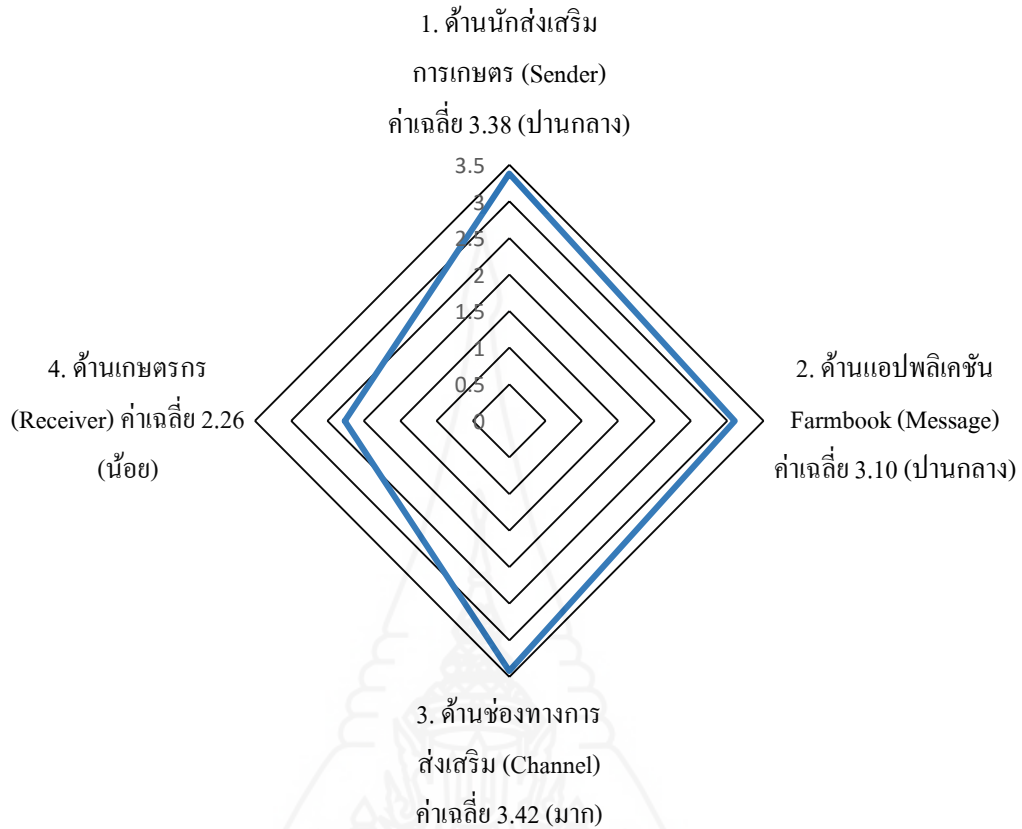 1. ด้านนักส่งเสริม
การเกษตร (Sender)
ค่าเฉลี่ย 3.38 (ปานกลาง)
3.5
3
2.5
2
1.5
1
0.5
0
4. ด้านเกษตรกร
(Receiver) ค่าเฉลี่ย 2.26
(น้อย)
2. ด้านแอปพลิเคชัน
Farmbook (Message)
ค่าเฉลี่ย 3.10 (ปานกลาง)
3. ด้านช่องทางการ
ส่งเสริม (Channel)
ค่าเฉลี่ย 3.42 (มาก)